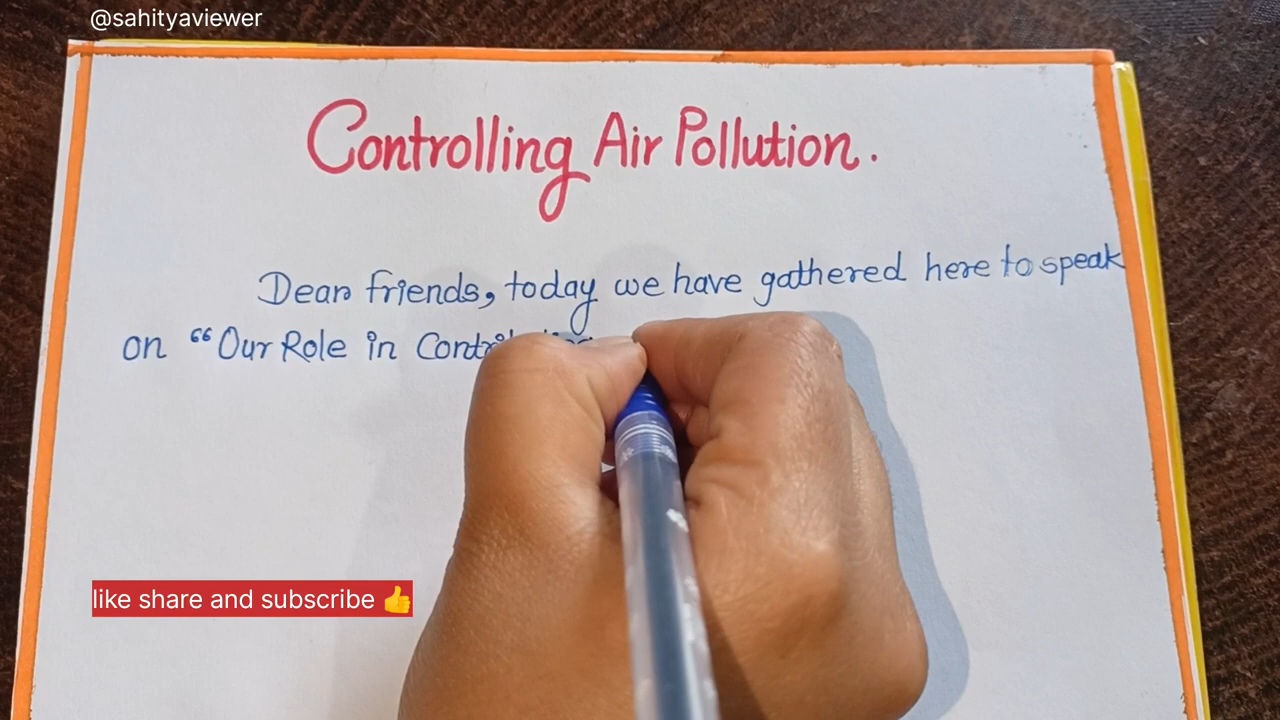 @sahityaviewer
Controlling Air Pollution.
Dear friends, today we have gathered here to speak
on “Our Role in
like share and subscribe 👍